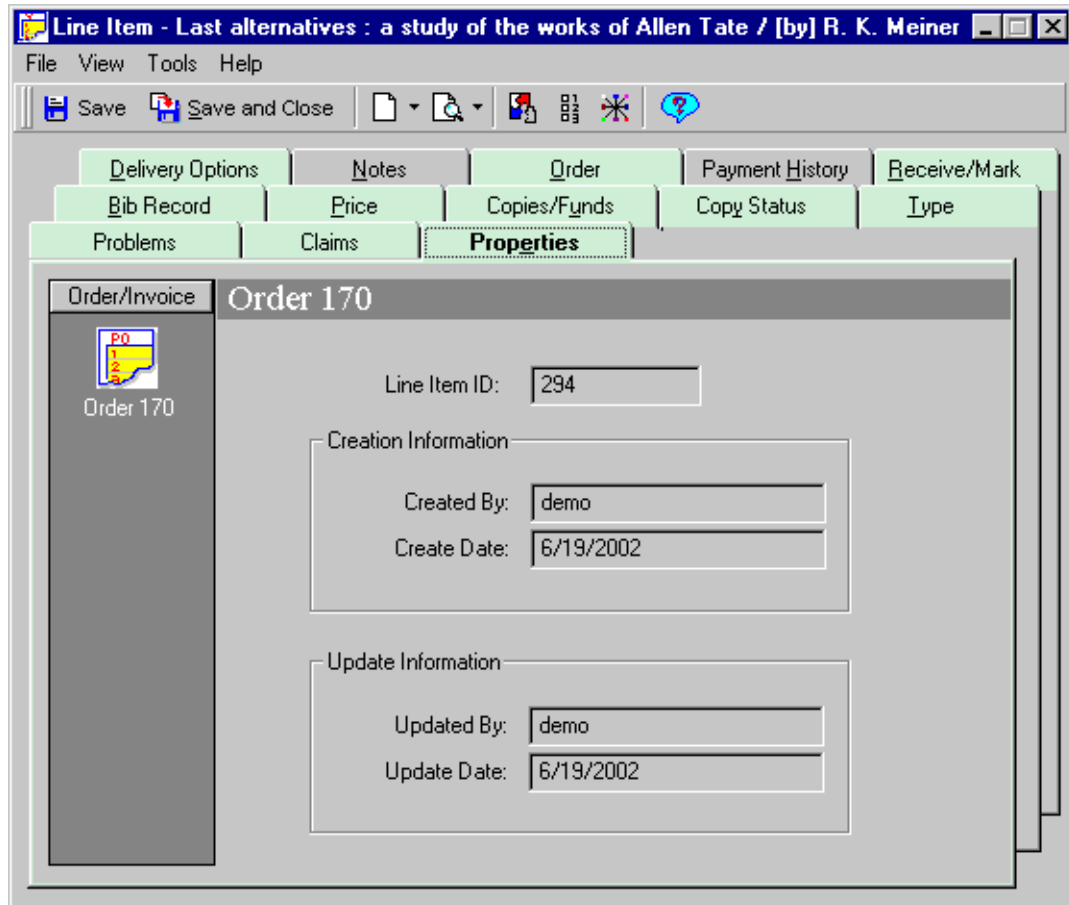 Line Item - Last alternatives : a study of the works of Allen Tate / [by] R. K. Meiner
File View Tools Help
Save Save and Close
Delivery Options Notes Order Payment History Receive/Mark
Bib Record Price Copies/Funds Copy Status Type
Problems Claims Properties
Order/Invoice Order 170
PO
1
2
3
Order 170
Line Item ID: 294
Creation Information
Created By: demo
Create Date: 6/19/2002
Update Information
Updated By: demo
Update Date: 6/19/2002